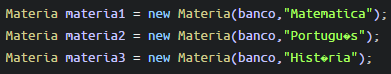 Materia materia1 = new Materia(banco,"Matematica");
Materia materia2 = new Materia(banco,"Portugu�s");
Materia materia3 = new Materia(banco,"Hist�ria");